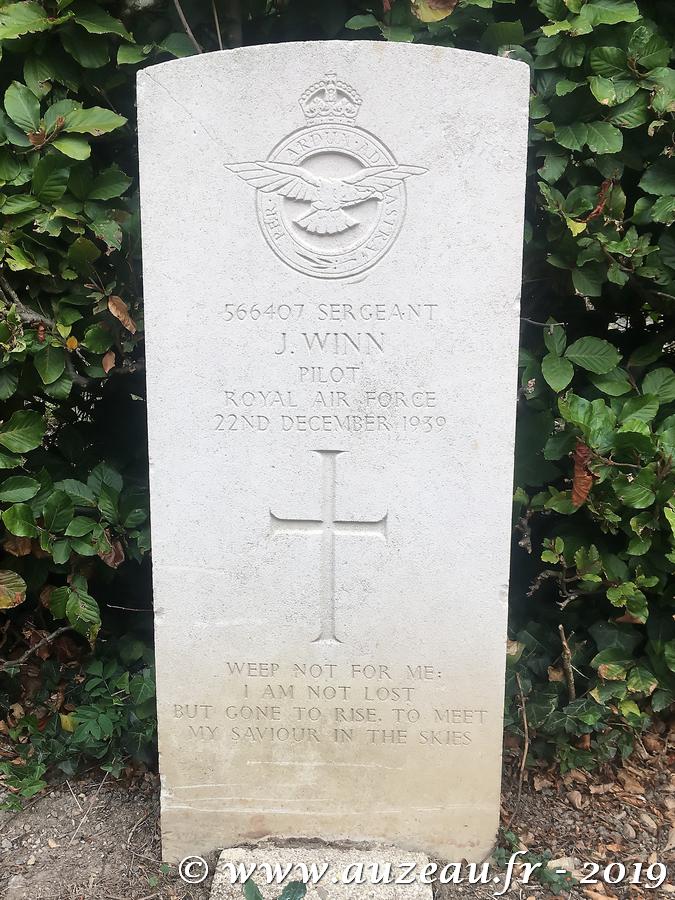 PER · ARDUA · AD · ASTRA
566407 SERGEANT
J. WINN
PILOT
ROYAL AIR FORCE
22ND DECEMBER 1939
WEEP NOT FOR ME:
I AM NOT LOST
BUT GONE TO RISE, TO MEET
MY SAVIOUR IN THE SKIES
© www.auzeau.fr - 2019